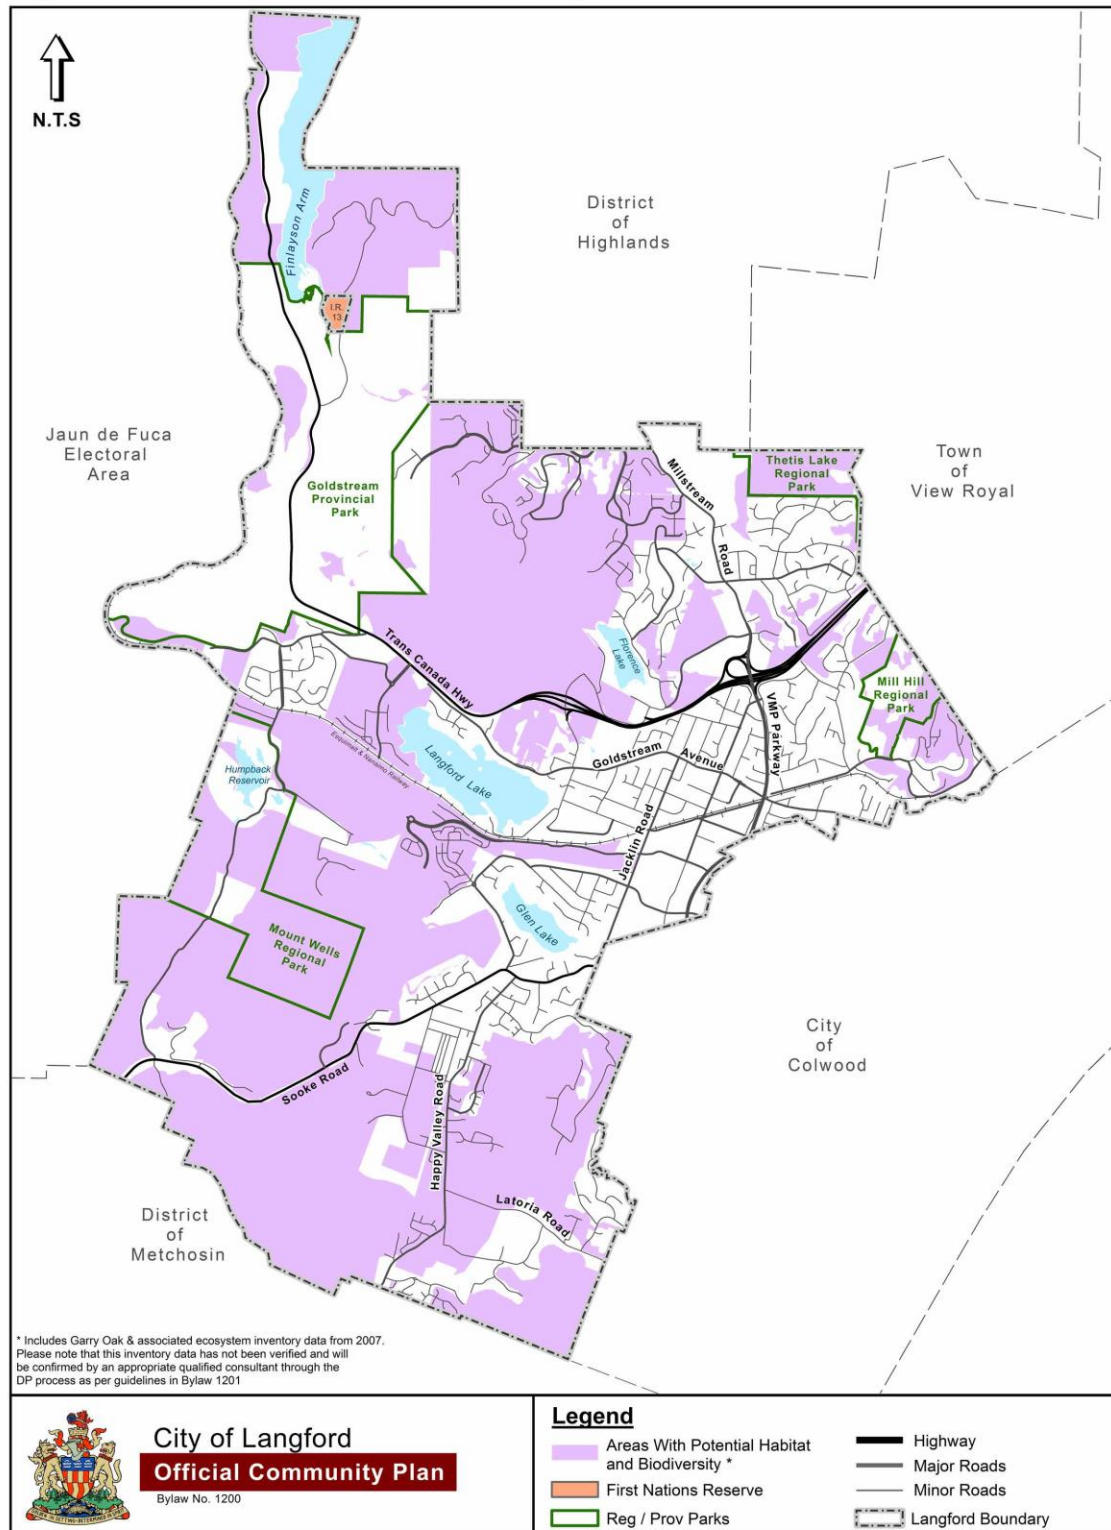 N.T.S
Finlayson Arm
District
of
Highlands
I.R.
13
Jaun de Fuca
Electoral
Area
Goldstream
Provincial
Park
Millstream
Road
Thetis Lake
Regional
Park
Town
of
View Royal
Trans Canada Hwy
Florence
Lake
Mill Hill
Regional
Park
VMP Parkway
Goldstream
Avenue
Langford Lake
Esquimalt & Nanaimo Railway
Humpback
Reservoir
Jacklin Road
Glen Lake
Mount Wells
Regional
Park
City
of
Colwood
Sooke Road
Happy Valley Road
Latoria Road
District
of
Metchosin
* Includes Garry Oak & associated ecosystem inventory data from 2007.
Please note that this inventory data has not been verified and will
be confirmed by an appropriate qualified consultant through the
DP process as per guidelines in Bylaw 1201
City of Langford
Official Community Plan
Bylaw No. 1200
Legend
Areas With Potential Habitat
and Biodiversity *
First Nations Reserve
Reg / Prov Parks
Highway
Major Roads
Minor Roads
Langford Boundary